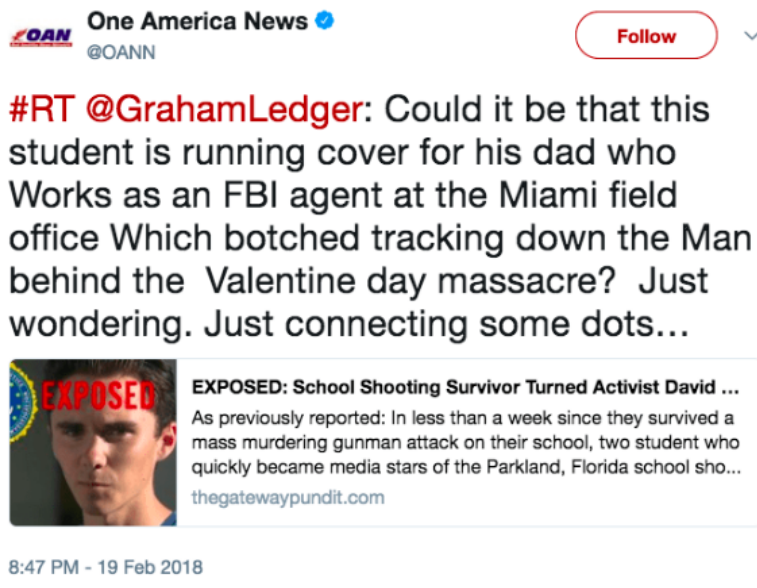 OAN
One America News
@OANN
Follow
#RT @GrahamLedger: Could it be that this
student is running cover for his dad who
Works as an FBI agent at the Miami field
office Which botched tracking down the Man
behind the  Valentine day massacre?  Just
wondering. Just connecting some dots...
EXPOSED
EXPOSED: School Shooting Survivor Turned Activist David ...
As previously reported: In less than a week since they survived a
mass murdering gunman attack on their school, two student who
quickly became media stars of the Parkland, Florida school sho...
thegatewaypundit.com
8:47 PM - 19 Feb 2018